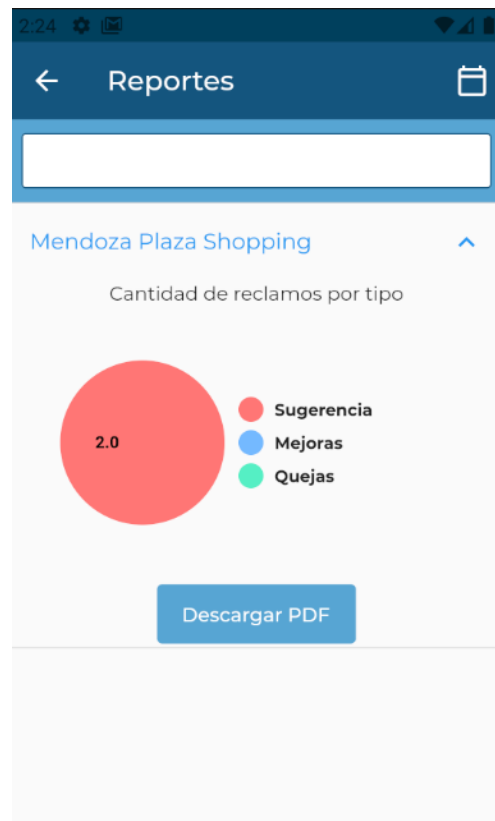 2:24
Reportes
Mendoza Plaza Shopping
Cantidad de reclamos por tipo
2.0
Sugerencia
Mejoras
Quejas
Descargar PDF